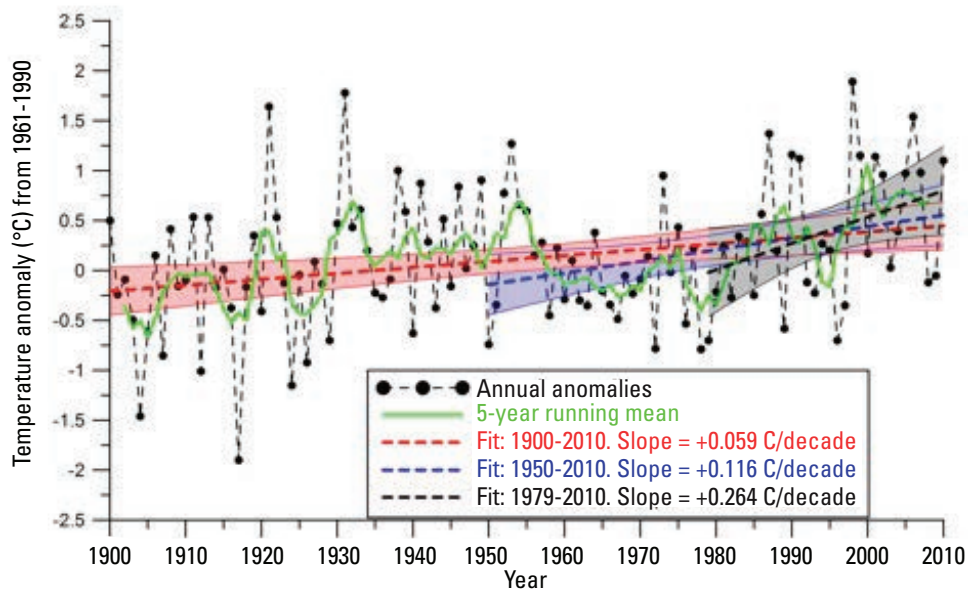 Temperature anomaly (°C) from 1961-1990
2.5
2
1.5
1
0.5
0
-0.5
-1
-1.5
-2
-2.5
Annual anomalies
5-year running mean
Fit: 1900-2010. Slope = +0.059 C/decade
Fit: 1950-2010. Slope = +0.116 C/decade
Fit: 1979-2010. Slope = +0.264 C/decade
1900 1910 1920 1930 1940 1950 1960 1970 1980 1990 2000 2010
Year